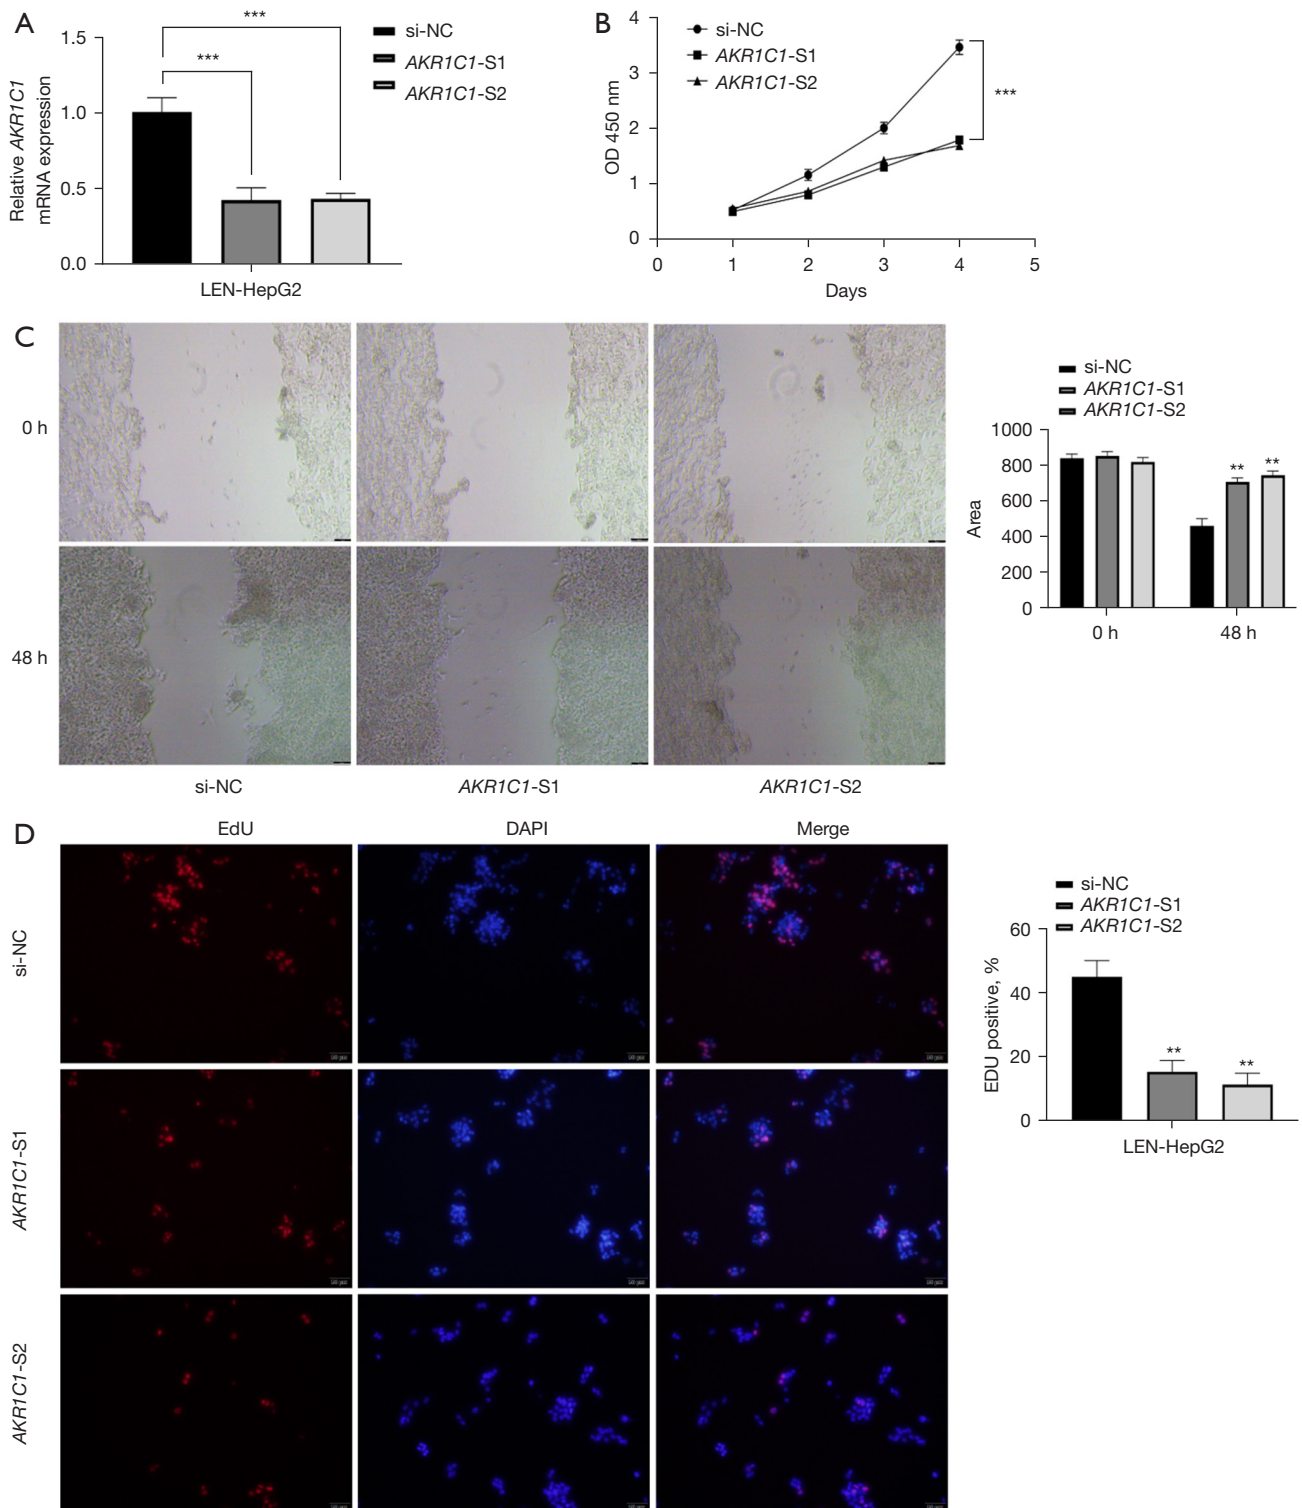 A
***
***
si-NC
AKR1C1-S1
AKR1C1-S2
1.5
1.0
0.5
0.0
Relative AKR1C1
mRNA expression
LEN-HepG2
B
si-NC
AKR1C1-S1
AKR1C1-S2
***
4
3
2
1
0
OD 450 nm
0 1 2 3 4 5
Days
C
0 h
48 h
si-NC AKR1C1-S1 AKR1C1-S2
si-NC
AKR1C1-S1
AKR1C1-S2
1000
800
600
400
200
0
Area
** **
0 h 48 h
D
EdU DAPI Merge
si-NC
AKR1C1-S1
AKR1C1-S2
si-NC
AKR1C1-S1
AKR1C1-S2
60
40
20
0
EDU positive, %
** **
LEN-HepG2